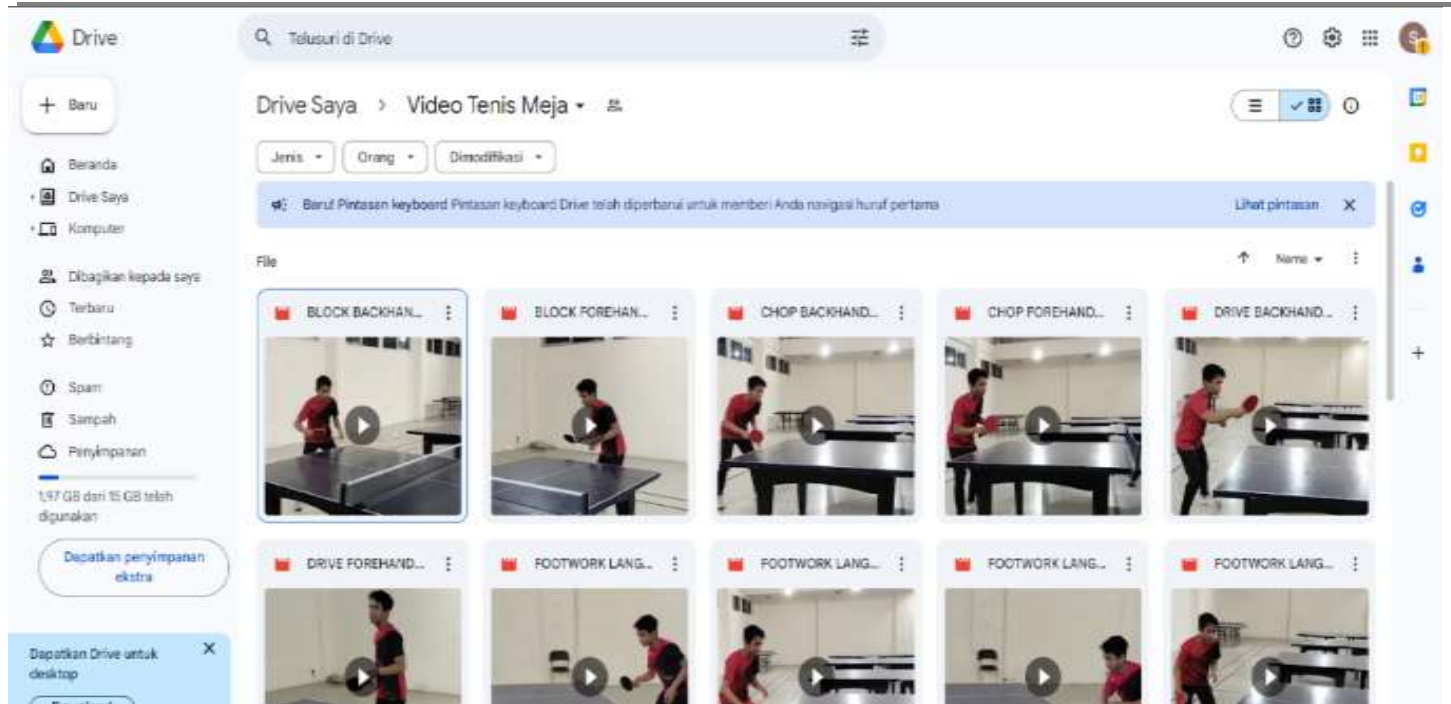 Drive
Telusuri di Drive
S
Baru
Drive Saya > Video Tenis Meja
Jenis
Orang
Dimodifikasi
Beranda
Drive Saya
Komputer
Dibagikan kepada saya
Terbaru
Berbintang
Spam
Sampah
Penyimpanan
1,97 GB dari 15 GB telah
digunakan
Dapatkan penyimpanan
ekstra
Dapatkan Drive untuk
desktop
Download
Baru! Pintasan keyboard Pintasan keyboard Drive telah diperbarui untuk memberi Anda navigasi huruf pertama
Lihat pintasan
File
Name
BLOCK BACKHAN...
BLOCK FOREHAN...
CHOP BACKHAND...
CHOP FOREHAND...
DRIVE BACKHAND...
DRIVE FOREHAND...
FOOTWORK LANG...
FOOTWORK LANG...
FOOTWORK LANG...
FOOTWORK LANG...